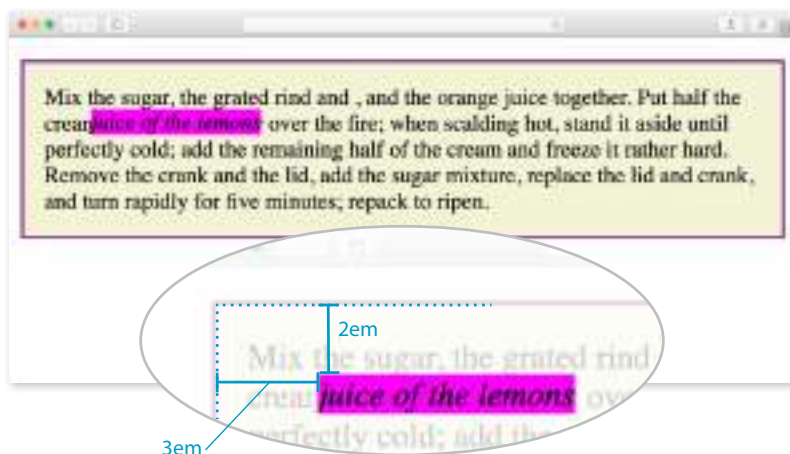 Mix the sugar, the grated rind and , and the orange juice together. Put half the
crear juice of the lemons over the fire; when scalding hot, stand it aside until
perfectly cold; add the remaining half of the cream and freeze it rather hard.
Remove the crank and the lid, add the sugar mixture, replace the lid and crank,
and turn rapidly for five minutes; repack to ripen.
2em
Mix the sugar, the grated rind
crear juice of the lemons over
perfectly cold; add the
3em